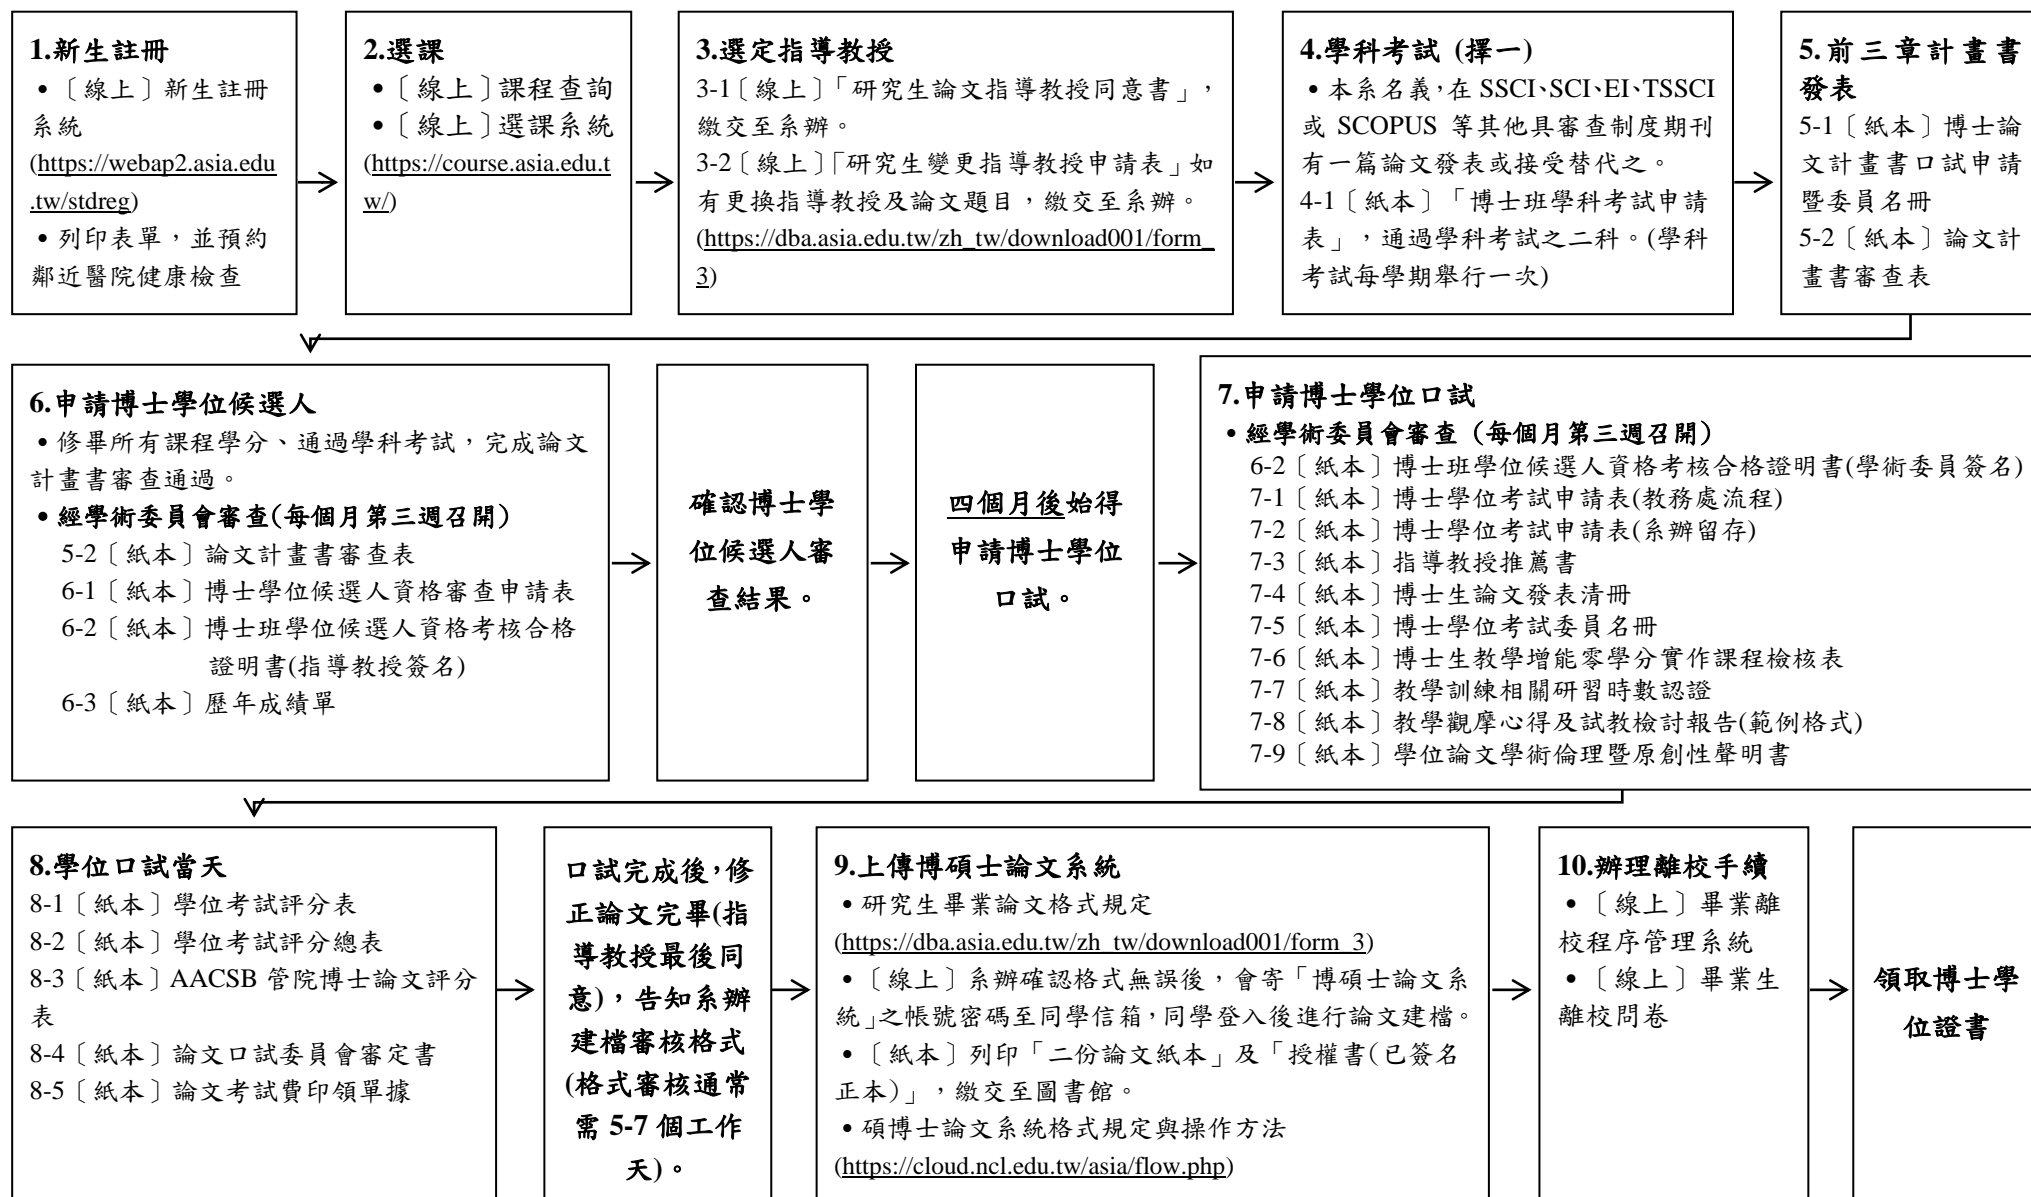 1.新生註冊
•〔線上〕新生註冊
系統
(https://webap2.asia.edu
.tw/stdreg)
•列印表單，並預約
鄰近醫院健康檢查
2.選課
•〔線上〕課程查詢
•〔線上〕選課系統
(https://course.asia.edu.t
w/)
3.選定指導教授
3-1〔線上〕「研究生論文指導教授同意書」，
繳交至系辦。
3-2〔線上〕「研究生變更指導教授申請表」如
有更換指導教授及論文題目，繳交至系辦。
(https://dba.asia.edu.tw/zh_tw/download001/form_
3)
4.學科考試 (擇一)
•本系名義，在 SSCI、SCI、EI、TSSCI
或 SCOPUS 等其他具審查制度期刊
有一篇論文發表或接受替代之。
4-1〔紙本〕「博士班學科考試申請
表」，通過學科考試之二科。(學科
考試每學期舉行一次)
5.前三章計畫書
發表
5-1〔紙本〕博士論
文計畫書口試申請
暨委員名冊
5-2〔紙本〕論文計
畫書審查表
6.申請博士學位候選人
•修畢所有課程學分、通過學科考試，完成論文
計畫書審查通過。
•經學術委員會審查(每個月第三週召開)
5-2〔紙本〕論文計畫書審查表
6-1〔紙本〕博士學位候選人資格審查申請表
6-2〔紙本〕博士班學位候選人資格考核合格
證明書(指導教授簽名)
6-3〔紙本〕歷年成績單
確認博士學
位候選人審
查結果。
四個月後始得
申請博士學位
口試。
7.申請博士學位口試
•經學術委員會審查（每個月第三週召開）
6-2〔紙本〕博士班學位候選人資格考核合格證明書(學術委員簽名)
7-1〔紙本〕博士學位考試申請表(教務處流程)
7-2〔紙本〕博士學位考試申請表(系辦留存)
7-3〔紙本〕指導教授推薦書
7-4〔紙本〕博士生論文發表清冊
7-5〔紙本〕博士學位考試委員名冊
7-6〔紙本〕博士生教學增能零學分實作課程檢核表
7-7〔紙本〕教學訓練相關研習時數認證
7-8〔紙本〕教學觀摩心得及試教檢討報告(範例格式)
7-9〔紙本〕學位論文學術倫理暨原創性聲明書
8.學位口試當天
8-1〔紙本〕學位考試評分表
8-2〔紙本〕學位考試評分總表
8-3〔紙本〕AACSB 管院博士論文評分
表
8-4〔紙本〕論文口試委員會審定書
8-5〔紙本〕論文考試費印領單據
口試完成後，修
正論文完畢(指
導教授最後同
意)，告知系辦
建檔審核格式
(格式審核通常
需 5-7 個工作
天)。
9.上傳博碩士論文系統
•研究生畢業論文格式規定
(https://dba.asia.edu.tw/zh_tw/download001/form_3)
•〔線上〕系辦確認格式無誤後，會寄「博碩士論文系
統」之帳號密碼至同學信箱，同學登入後進行論文建檔。
•〔紙本〕列印「二份論文紙本」及「授權書(已簽名
正本)」，繳交至圖書館。
•碩博士論文系統格式規定與操作方法
(https://cloud.ncl.edu.tw/asia/flow.php)
10.辦理離校手續
•〔線上〕畢業離
校程序管理系統
•〔線上〕畢業生
離校問卷
領取博士學
位證書